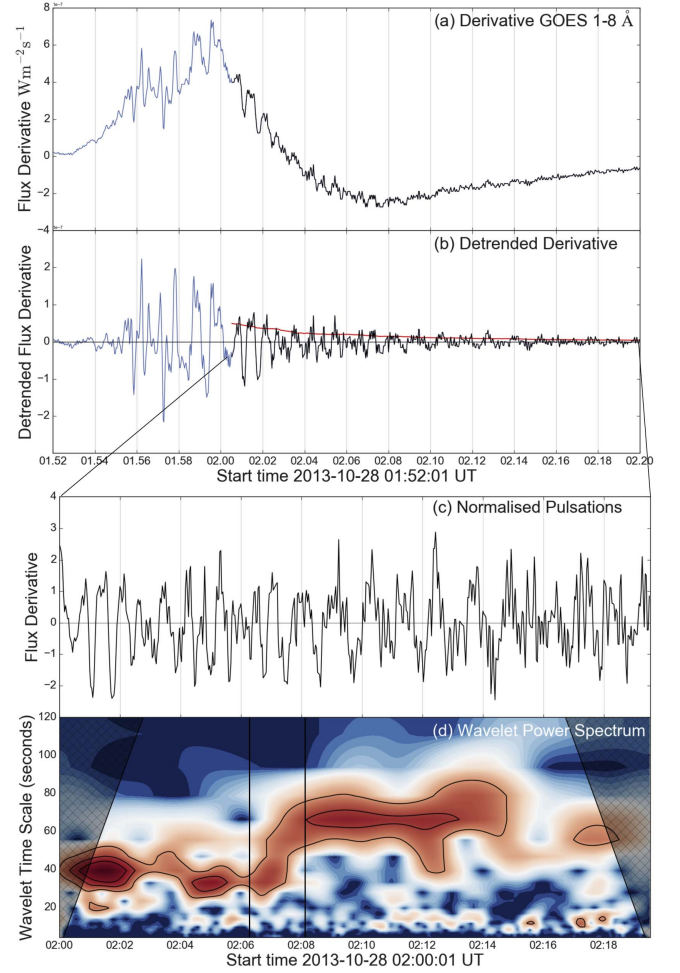 1e−7
(a) Derivative GOES 1-8 Å
Flux Derivative Wm−2s−1
8
6
4
2
0
−2
−4
1e−7
(b) Detrended Derivative
Detrended Flux Derivative
2
1
0
−1
−2
01.52 01.54 01.56 01.58 02.00 02.02 02.04 02.06 02.08 02.10 02.12 02.14 02.16 02.18 02.20
Start time 2013-10-28 01:52:01 UT
(c) Normalised Pulsations
Flux Derivative
4
3
2
1
0
−1
−2
(d) Wavelet Power Spectrum
Wavelet Time Scale (seconds)
120
100
80
60
40
20
02:00 02:02 02:04 02:06 02:08 02:10 02:12 02:14 02:16 02:18
Start time 2013-10-28 02:00:01 UT